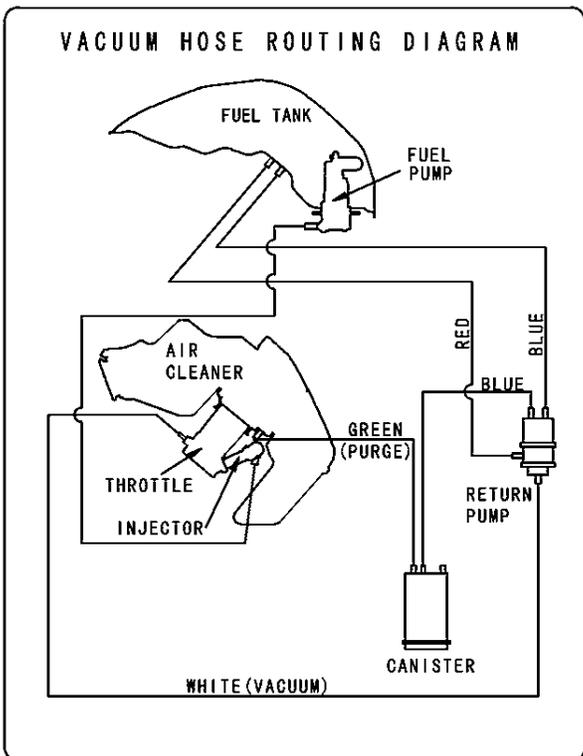 VACUUM HOSE ROUTING DIAGRAM
FUEL TANK
FUEL
PUMP
RED
BLUE
AIR
CLEANER
BLUE
GREEN
(PURGE)
THROTTLE
INJECTOR
RETURN
PUMP
CANISTER
WHITE(VACUUM)